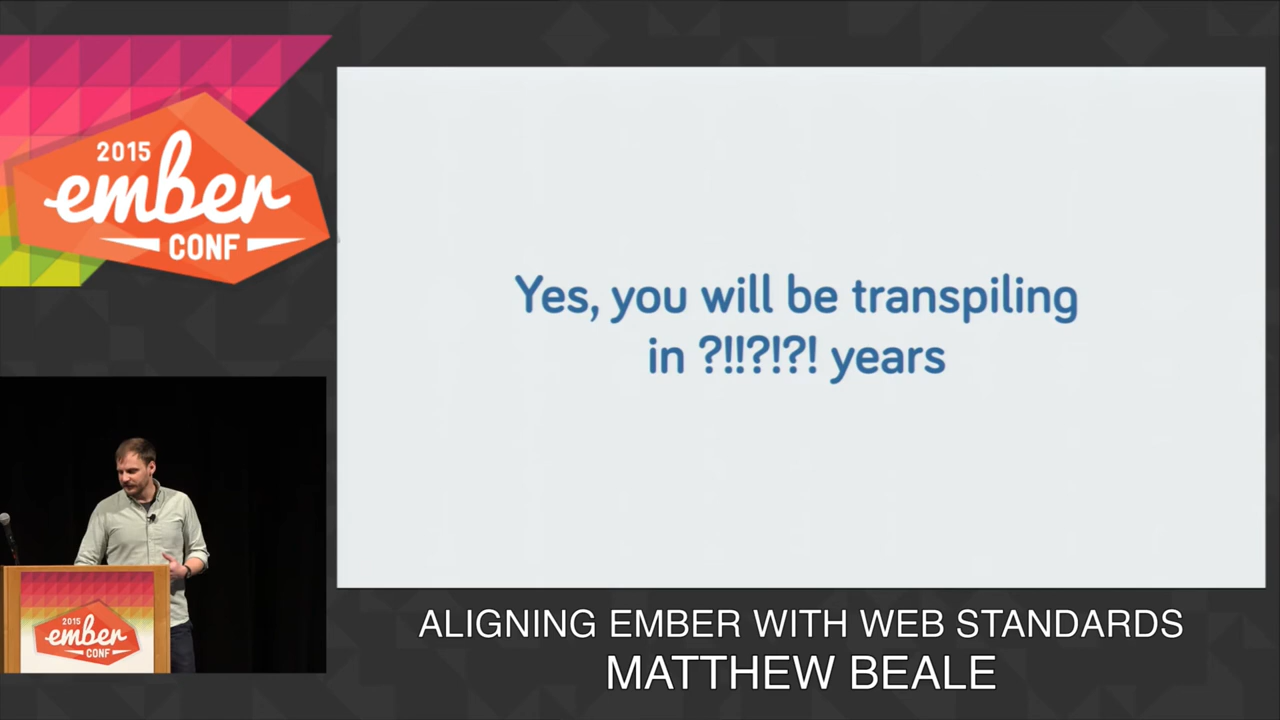 2015
ember
CONF
Yes, you will be transpiling
in ?!!?!?! years
2015
ember
CONF
ALIGNING EMBER WITH WEB STANDARDS
MATTHEW BEALE